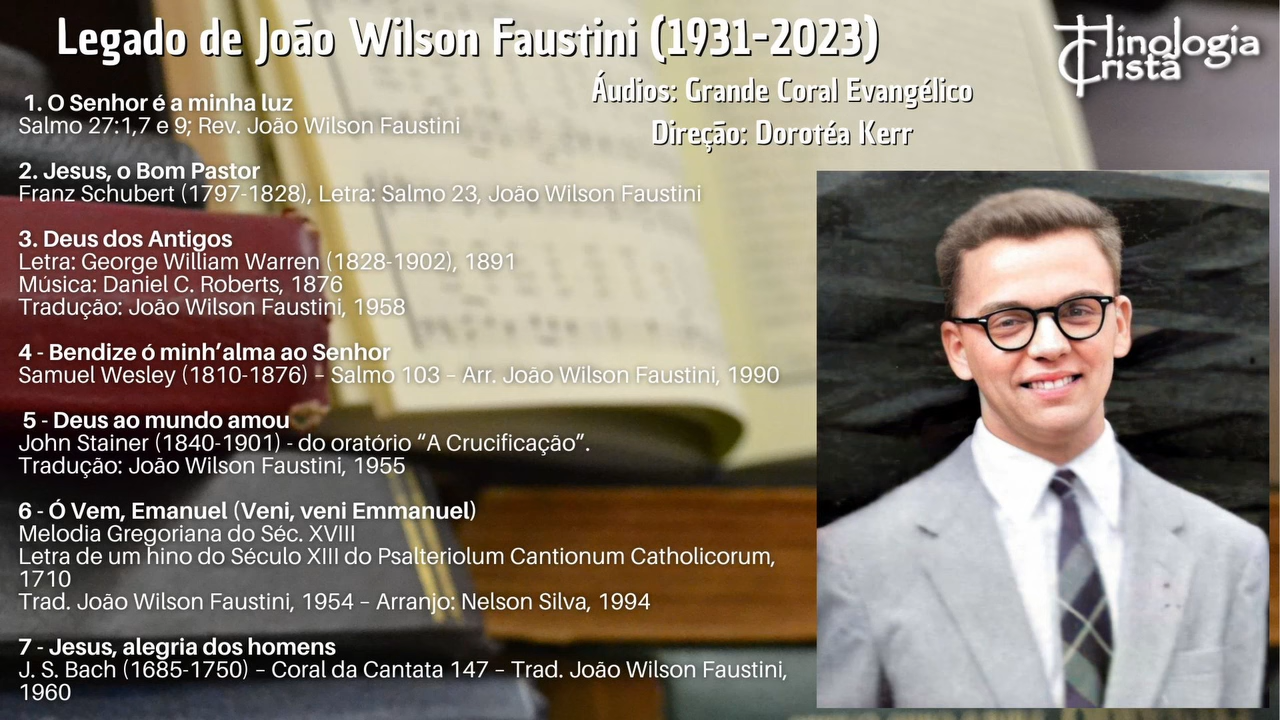 Legado de João Wilson Faustini (1931-2023)
Hinologia
Cristã
Áudios: Grande Coral Evangélico
Direção: Dorotéa Kerr
1. O Senhor é a minha luz
Salmo 27:1,7 e 9; Rev. João Wilson Faustini
2. Jesus, o Bom Pastor
Franz Schubert (1797-1828), Letra: Salmo 23, João Wilson Faustini
3. Deus dos Antigos
Letra: George William Warren (1828-1902), 1891
Música: Daniel C. Roberts, 1876
Tradução: João Wilson Faustini, 1958
4 - Bendize ó minh’alma ao Senhor
Samuel Wesley (1810-1876) – Salmo 103 – Arr. João Wilson Faustini, 1990
5 - Deus ao mundo amou
John Stainer (1840-1901) - do oratório “A Crucificação”.
Tradução: João Wilson Faustini, 1955
6 - Ó Vem, Emanuel (Veni, veni Emmanuel)
Melodia Gregoriana do Séc. XVIII
Letra de um hino do Século XIII do Psalteriolum Cantionum Catholicorum,
1710
Trad. João Wilson Faustini, 1954 – Arranjo: Nelson Silva, 1994
7 - Jesus, alegria dos homens
J. S. Bach (1685-1750) – Coral da Cantata 147 – Trad. João Wilson Faustini,
1960